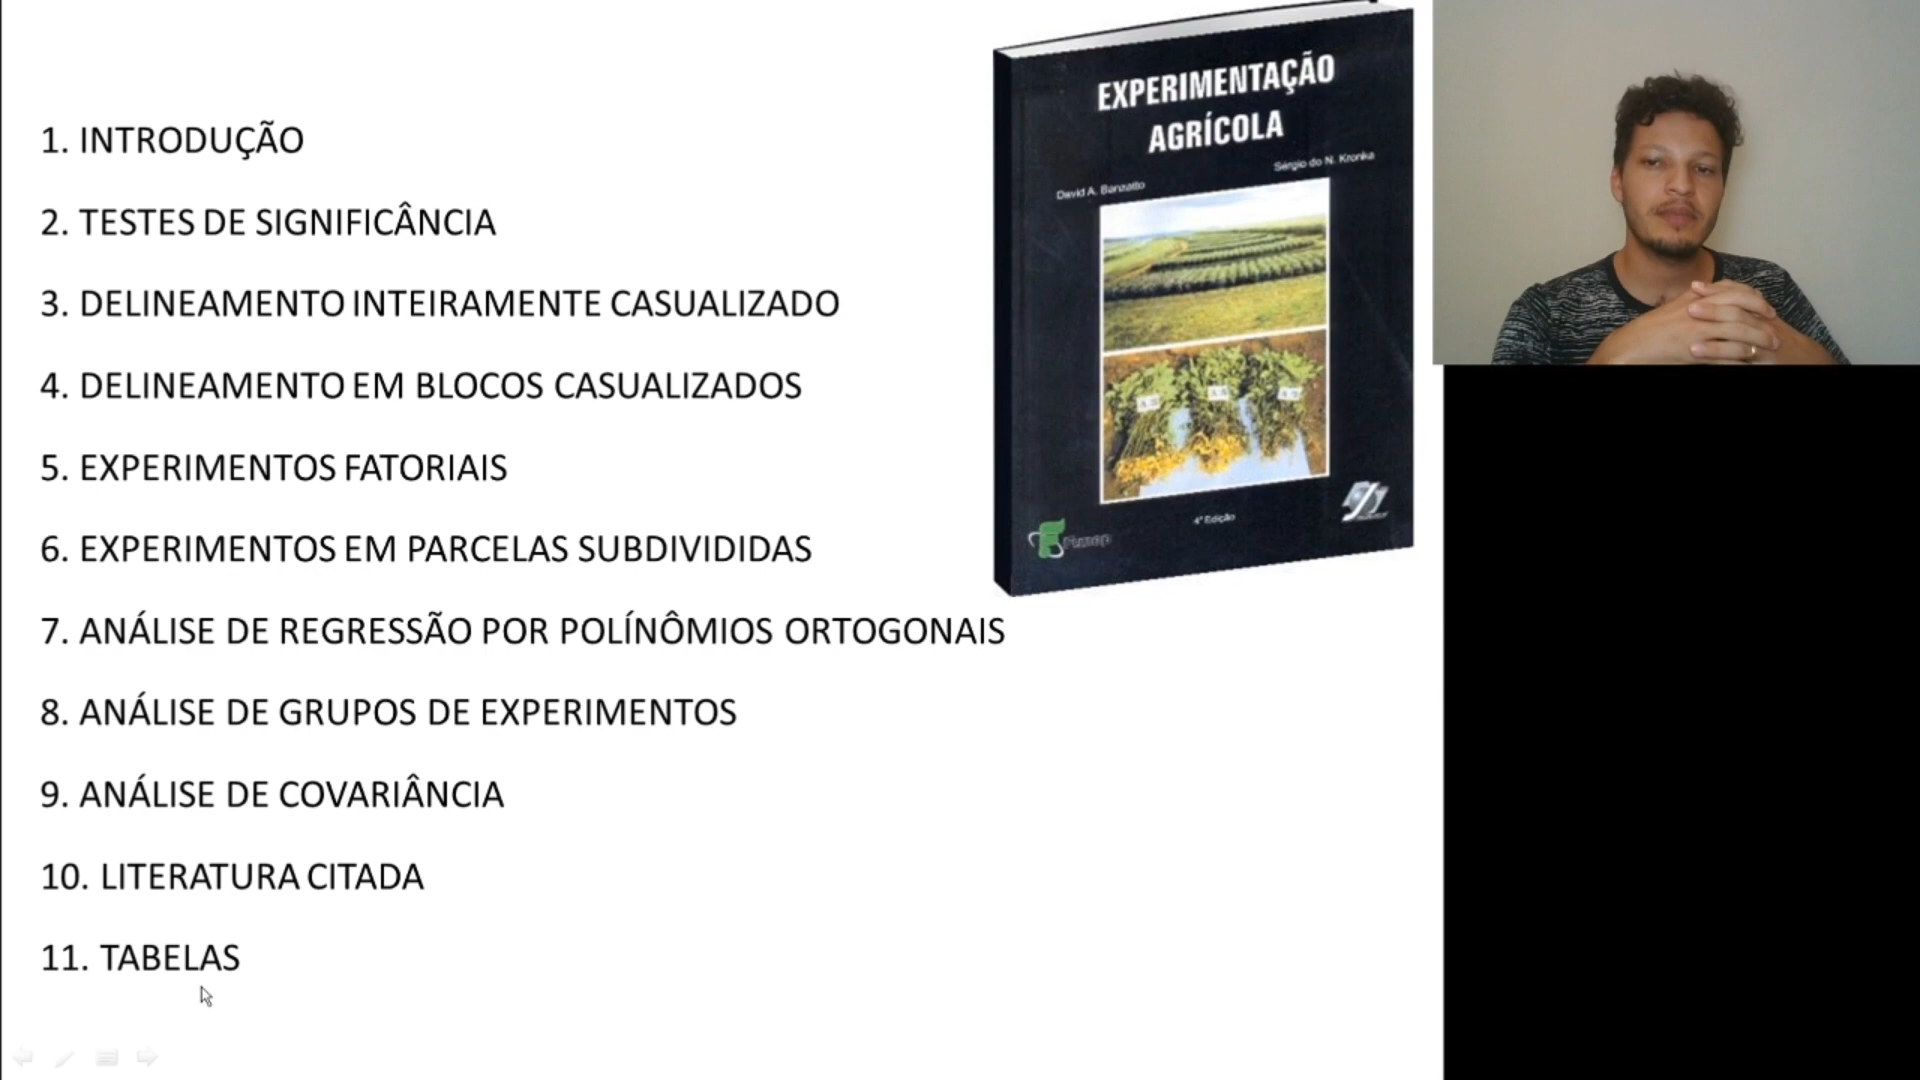 1. INTRODUÇÃO
2. TESTES DE SIGNIFICÂNCIA
3. DELINEAMENTO INTEIRAMENTE CASUALIZADO
4. DELINEAMENTO EM BLOCOS CASUALIZADOS
5. EXPERIMENTOS FATORIAIS
6. EXPERIMENTOS EM PARCELAS SUBDIVIDIDAS
7. ANÁLISE DE REGRESSÃO POR POLÍNÔMIOS ORTOGONAIS
8. ANÁLISE DE GRUPOS DE EXPERIMENTOS
9. ANÁLISE DE COVARIÂNCIA
10. LITERATURA CITADA
11. TABELAS
EXPERIMENTAÇÃO
AGRÍCOLA
Sérgio do N. Kronka
David A. Banzatto
4ª Edição
Funep